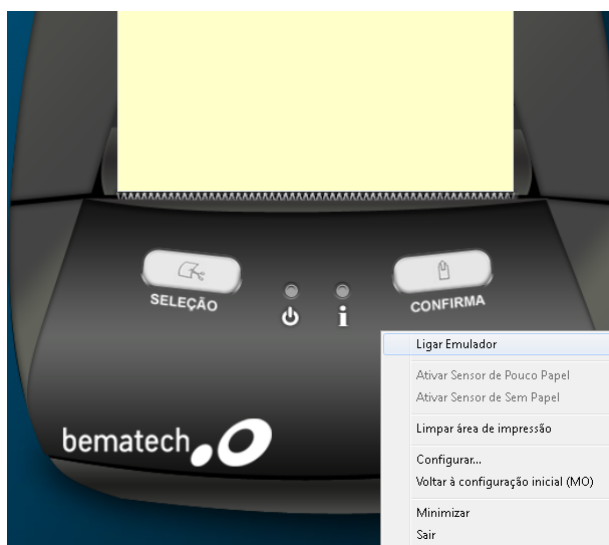 SELEÇÃO
CONFIRMA
i
Ligar Emulador
Ativar Sensor de Pouco Papel
Ativar Sensor de Sem Papel
Limpar área de impressão
Configurar...
Voltar à configuração inicial (MO)
Minimizar
Sair
bematech